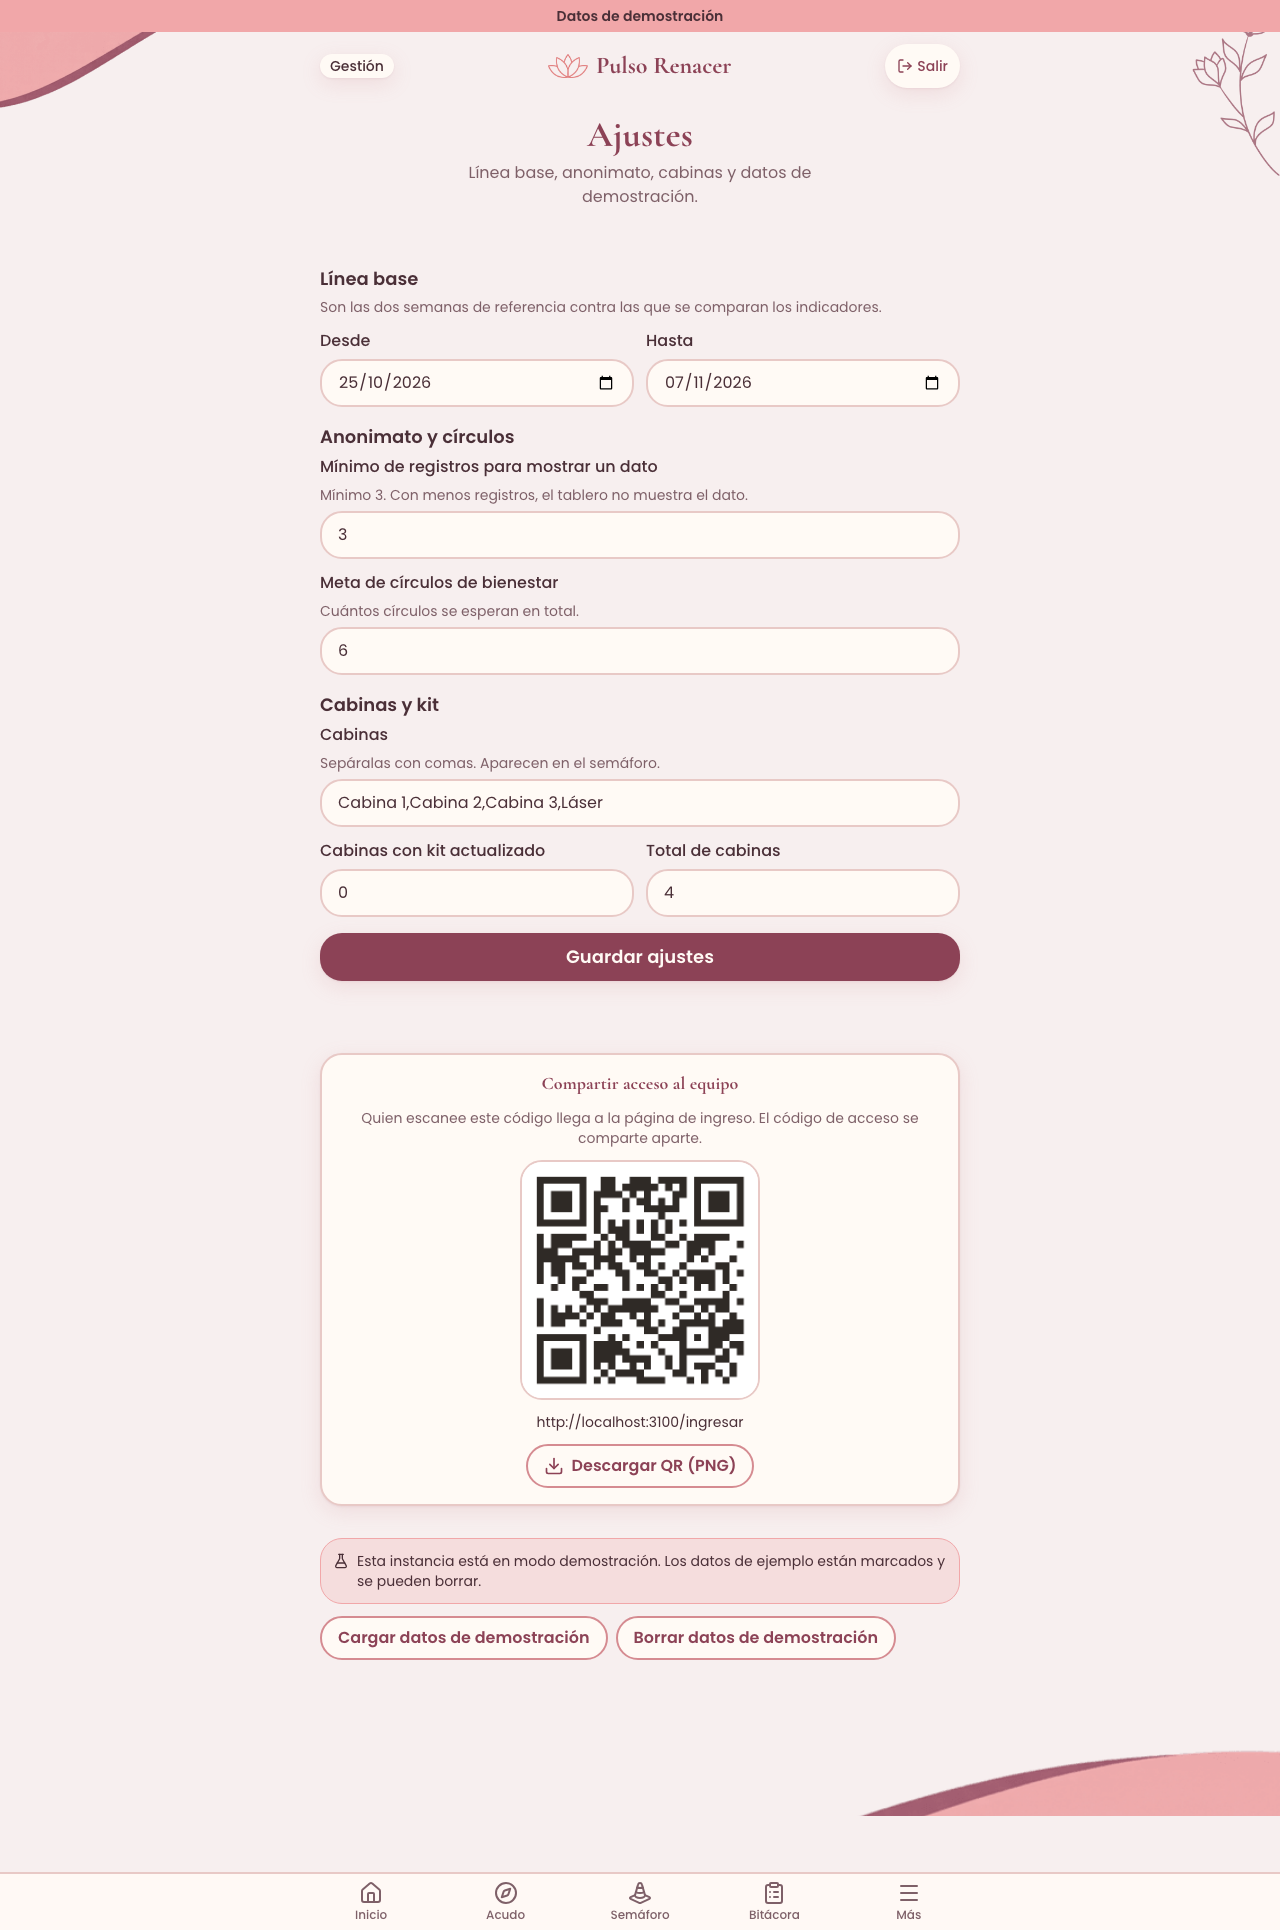 Datos de demostración
Gestión
Pulso Renacer
Salir
Ajustes
Línea base, anonimato, cabinas y datos de
demostración.
Línea base
Son las dos semanas de referencia contra las que se comparan los indicadores.
Desde
Hasta
25/10/2026
07/11/2026
Anonimato y círculos
Mínimo de registros para mostrar un dato
Mínimo 3. Con menos registros, el tablero no muestra el dato.
3
Meta de círculos de bienestar
Cuántos círculos se esperan en total.
6
Cabinas y kit
Cabinas
Sepáralas con comas. Aparecen en el semáforo.
Cabina 1,Cabina 2,Cabina 3,Láser
Cabinas con kit actualizado
Total de cabinas
0
4
Guardar ajustes
Compartir acceso al equipo
Quien escanee este código llega a la página de ingreso. El código de acceso se
comparte aparte.
http://localhost:3100/ingresar
Descargar QR (PNG)
Esta instancia está en modo demostración. Los datos de ejemplo están marcados y
se pueden borrar.
Cargar datos de demostración
Borrar datos de demostración
Inicio
Acudo
Semáforo
Bitácora
Más